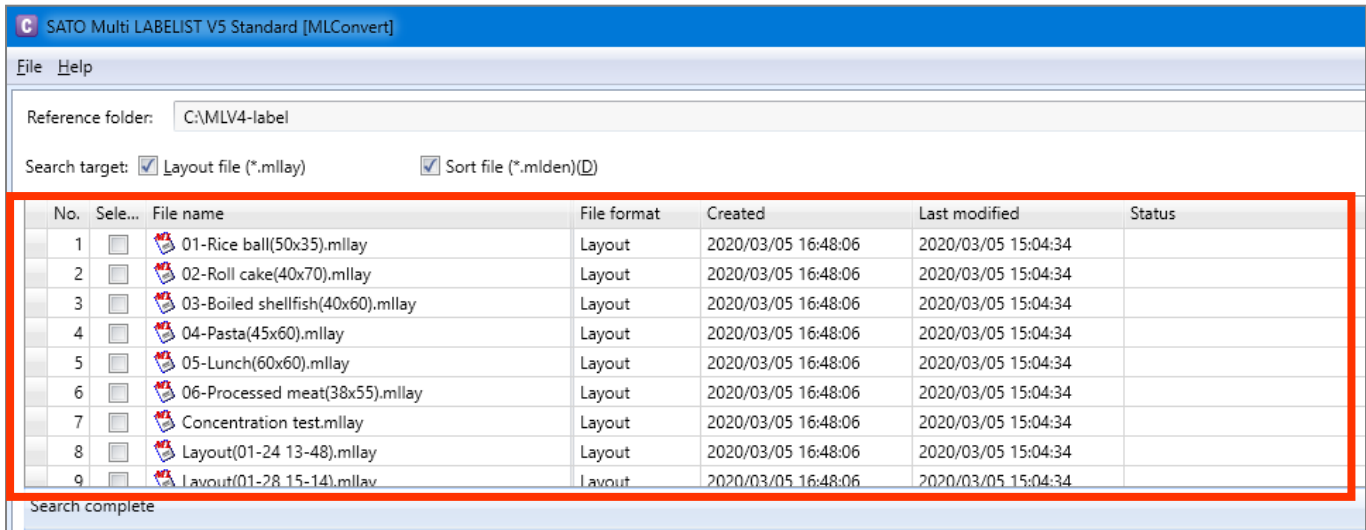 C SATO Multi LABELIST V5 Standard [MLConvert]
File Help
Reference folder: C:\MLV4-label
Search target: Layout file (*.mllay) Sort file (*.mlden)(D)
No. Sele... File name File format Created Last modified Status
1 01-Rice ball(50x35).mllay Layout 2020/03/05 16:48:06 2020/03/05 15:04:34
2 02-Roll cake(40x70).mllay Layout 2020/03/05 16:48:06 2020/03/05 15:04:34
3 03-Boiled shellfish(40x60).mllay Layout 2020/03/05 16:48:06 2020/03/05 15:04:34
4 04-Pasta(45x60).mllay Layout 2020/03/05 16:48:06 2020/03/05 15:04:34
5 05-Lunch(60x60).mllay Layout 2020/03/05 16:48:06 2020/03/05 15:04:34
6 06-Processed meat(38x55).mllay Layout 2020/03/05 16:48:06 2020/03/05 15:04:34
7 Concentration test.mllay Layout 2020/03/05 16:48:06 2020/03/05 15:04:34
8 Layout(01-24 13-48).mllay Layout 2020/03/05 16:48:06 2020/03/05 15:04:34
9 Layout(01-28 15-14).mllay Layout 2020/03/05 16:48:06 2020/03/05 15:04:34
Search complete